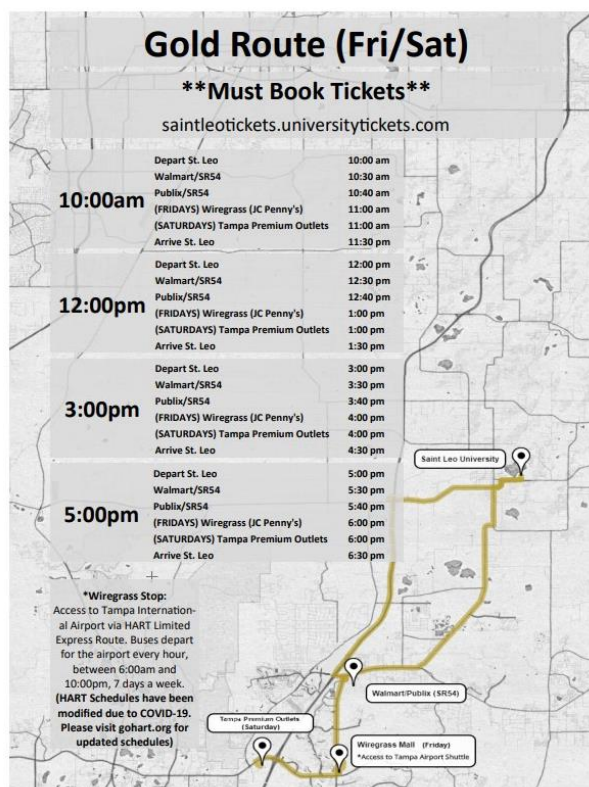 Gold Route (Fri/Sat)
**Must Book Tickets**
saintleotickets.universitytickets.com
10:00am
Depart St. Leo 10:00 am
Walmart/SR54 10:30 am
Publix/SR54 10:40 am
(FRIDAYS) Wiregrass (JC Penny's) 11:00 am
(SATURDAYS) Tampa Premium Outlets 11:00 am
Arrive St. Leo 11:30 pm
12:00pm
Depart St. Leo 12:00 pm
Walmart/SR54 12:30 pm
Publix/SR54 12:40 pm
(FRIDAYS) Wiregrass (JC Penny's) 1:00 pm
(SATURDAYS) Tampa Premium Outlets 1:00 pm
Arrive St. Leo 1:30 pm
3:00pm
Depart St. Leo 3:00 pm
Walmart/SR54 3:30 pm
Publix/SR54 3:40 pm
(FRIDAYS) Wiregrass (JC Penny's) 4:00 pm
(SATURDAYS) Tampa Premium Outlets 4:00 pm
Arrive St. Leo 4:30 pm
5:00pm
Depart St. Leo 5:00 pm
Walmart/SR54 5:30 pm
Publix/SR54 5:40 pm
(FRIDAYS) Wiregrass (JC Penny's) 6:00 pm
(SATURDAYS) Tampa Premium Outlets 6:00 pm
Arrive St. Leo 6:30 pm
Saint Leo University
*Wiregrass Stop:
Access to Tampa Internation-
al Airport via HART Limited
Express Route. Buses depart
for the airport every hour,
between 6:00am and
10:00pm, 7 days a week.
(HART Schedules have been
modified due to COVID-19.
Please visit gohart.org for
updated schedules)
Walmart/Publix (SR54)
Tampa Premium Outlets
(Saturday)
Wiregrass Mall (Friday)
*Access to Tampa Airport Shuttle